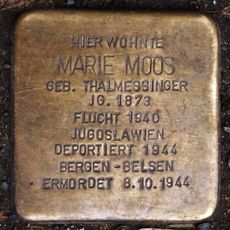 HIER WOHNTE
MARIE MOOS
GEB. THALMESSINGER
JG. 1873
FLUCHT 1940
JUGOSLAWIEN
DEPORTIERT 1944
BERGEN-BELSEN
ERMORDET 8.10.1944